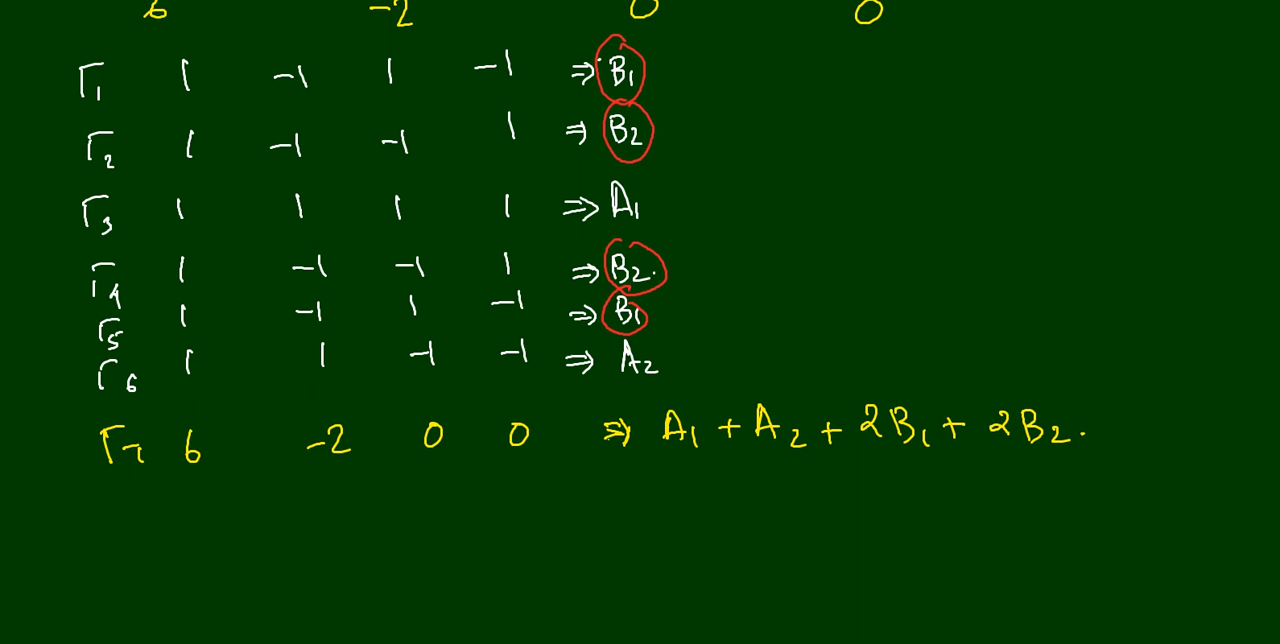 6 -2 0 0
Γ1 1 -1 1 -1 ⇒ B1
Γ2 1 -1 -1 1 ⇒ B2
Γ3 1 1 1 1 ⇒ A1
Γ4 1 -1 -1 1 ⇒ B2.
Γ5 1 -1 1 -1 ⇒ B1
Γ6 1 1 -1 -1 ⇒ A2
ΓT 6 -2 0 0 ⇒ A1 + A2 + 2B1 + 2B2.